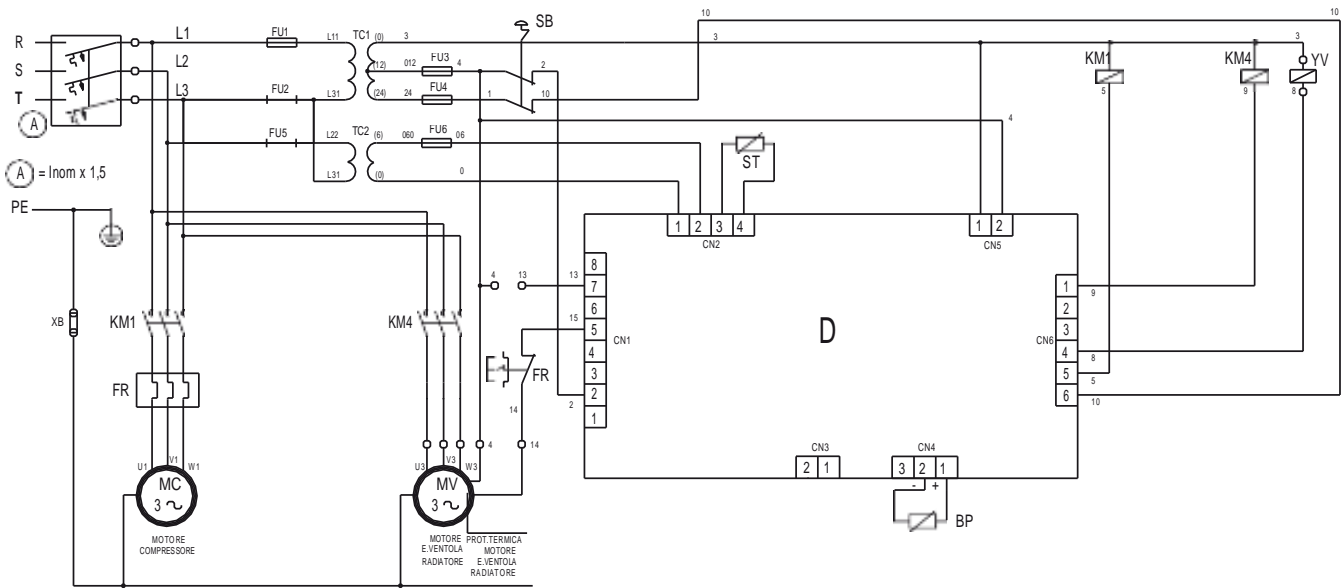 10
10
R
L1
FU1
L11
TC1
(0)
3
SB
3
3
KM1
KM4
YV
S
L2
(12)
012
FU3
4
2
5
9
8
T
L3
FU2
L31
(24)
24
FU4
1
10
A
FU5
L22
TC2
(6)
060
FU6
06
4
A = Inom x 1,5
L31
(0)
0
ST
PE
1 2 3 4
CN2
1 2
CN5
8
7
6
5
4
3
2
1
CN1
4
13
13
15
XB
KM1
KM4
D
FR
FR
14
2
4
14
1
2
3
4
5
6
CN6
9
8
5
10
CN3
2 1
CN4
3 2 1
- +
BP
U1
V1
W1
MC
3 ~
MOTORE
COMPRESSORE
U3
V3
W3
MV
3 ~
MOTORE
E.VENTOLA
RADIATORE
PROT.TERMICA
MOTORE
E.VENTOLA
RADIATORE